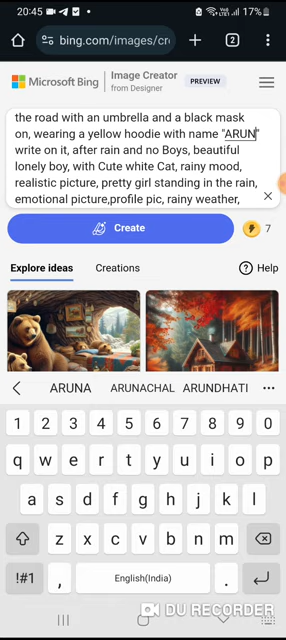 20:45
17%
bing.com/images/cr
2
Microsoft Bing
Image Creator
from Designer
PREVIEW
the road with an umbrella and a black mask
on, wearing a yellow hoodie with name "ARUN"
write on it, after rain and no Boys, beautiful
lonely boy, with Cute white Cat, rainy mood,
realistic picture, pretty girl standing in the rain,
emotional picture,profile pic, rainy weather,
Create
7
Explore ideas
Creations
Help
ARUNA
ARUNACHAL
ARUNDHATI
1 2 3 4 5 6 7 8 9 0
q w e r t y u i o p
a s d f g h j k l
z x c v b n m
!#1
,
English(India)
.
DU RECORDER